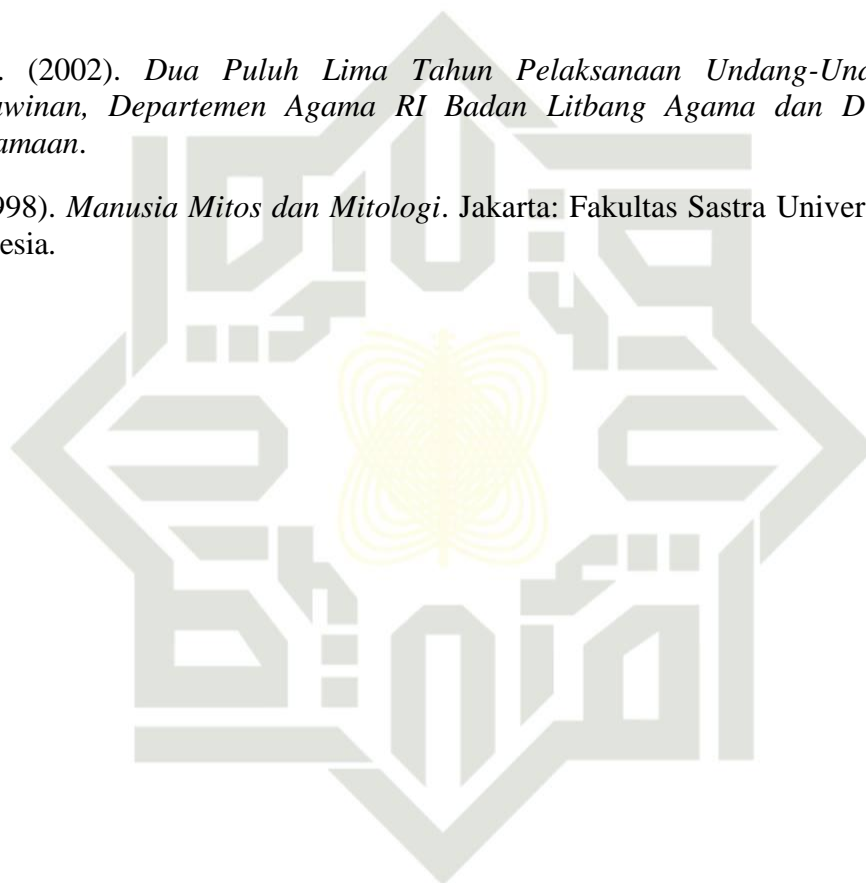 . (2002). Dua Puluh Lima Tahun Pelaksanaan Undang-Und
awinan, Departemen Agama RI Badan Litbang Agama dan D
amaan.
998). Manusia Mitos dan Mitologi. Jakarta: Fakultas Sastra Univer
esia.